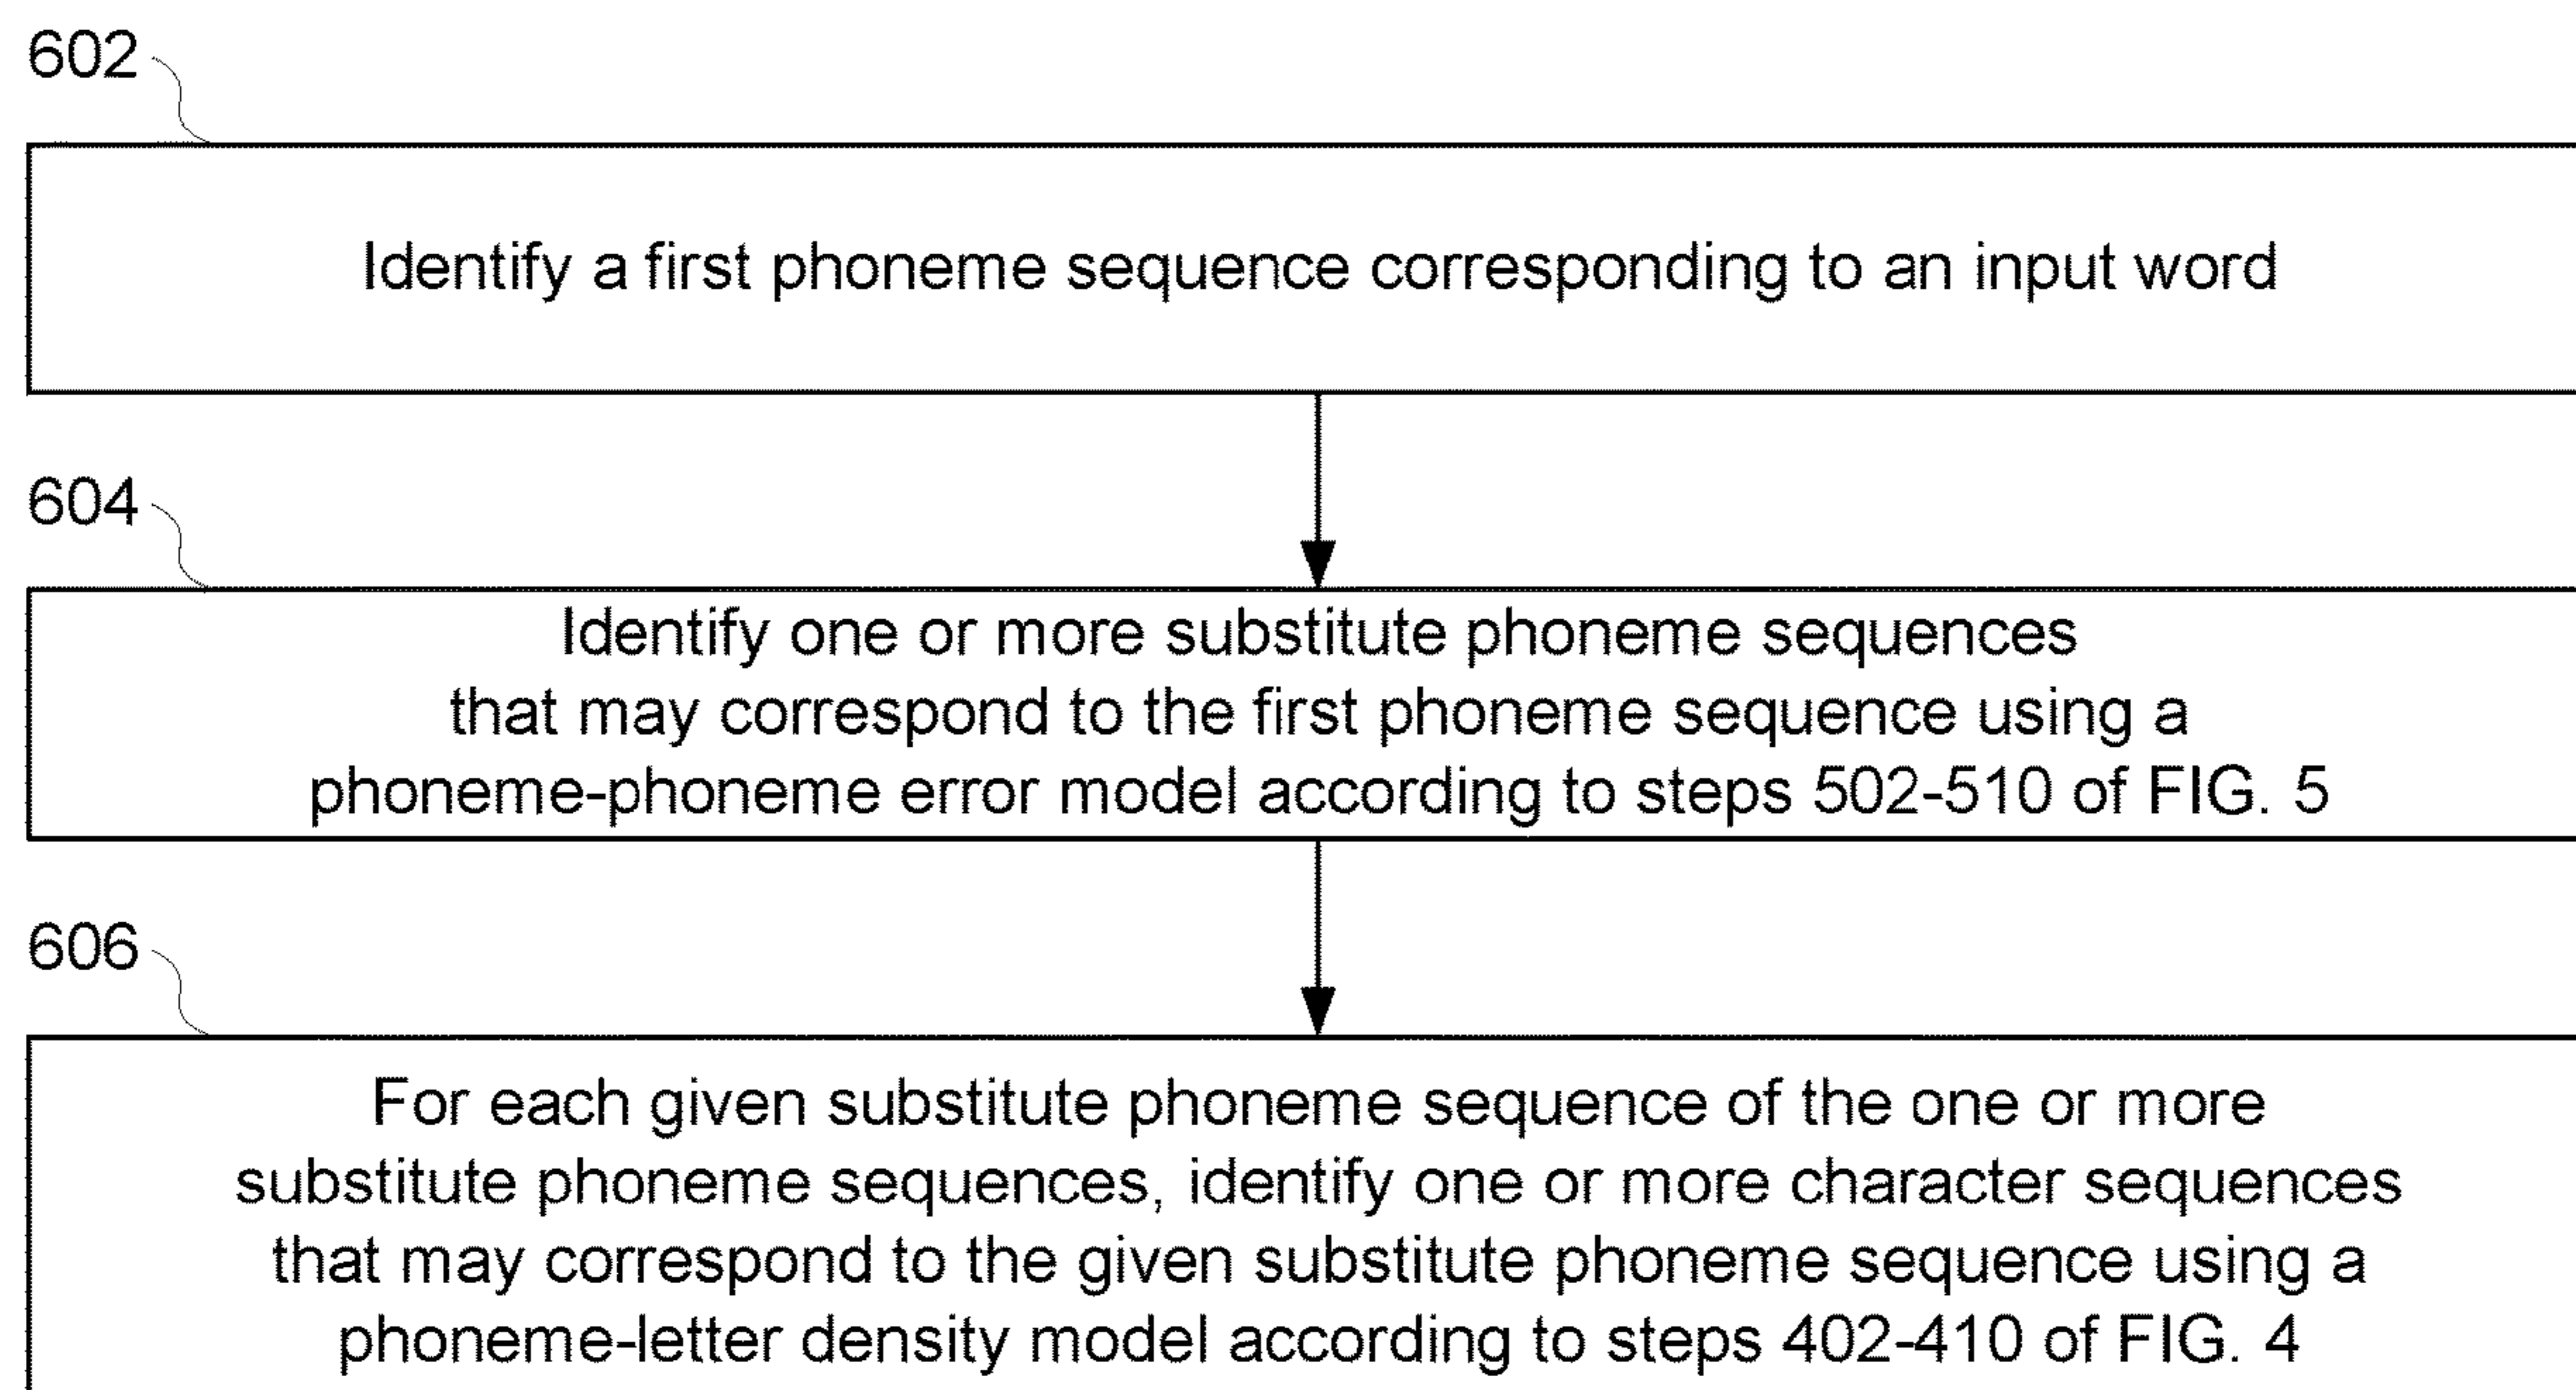 602
Identify a first phoneme sequence corresponding to an input word
604
Identify one or more substitute phoneme sequences
that may correspond to the first phoneme sequence using a
phoneme-phoneme error model according to steps 502-510 of FIG. 5
606
For each given substitute phoneme sequence of the one or more
substitute phoneme sequences, identify one or more character sequences
that may correspond to the given substitute phoneme sequence using a
phoneme-letter density model according to steps 402-410 of FIG. 4